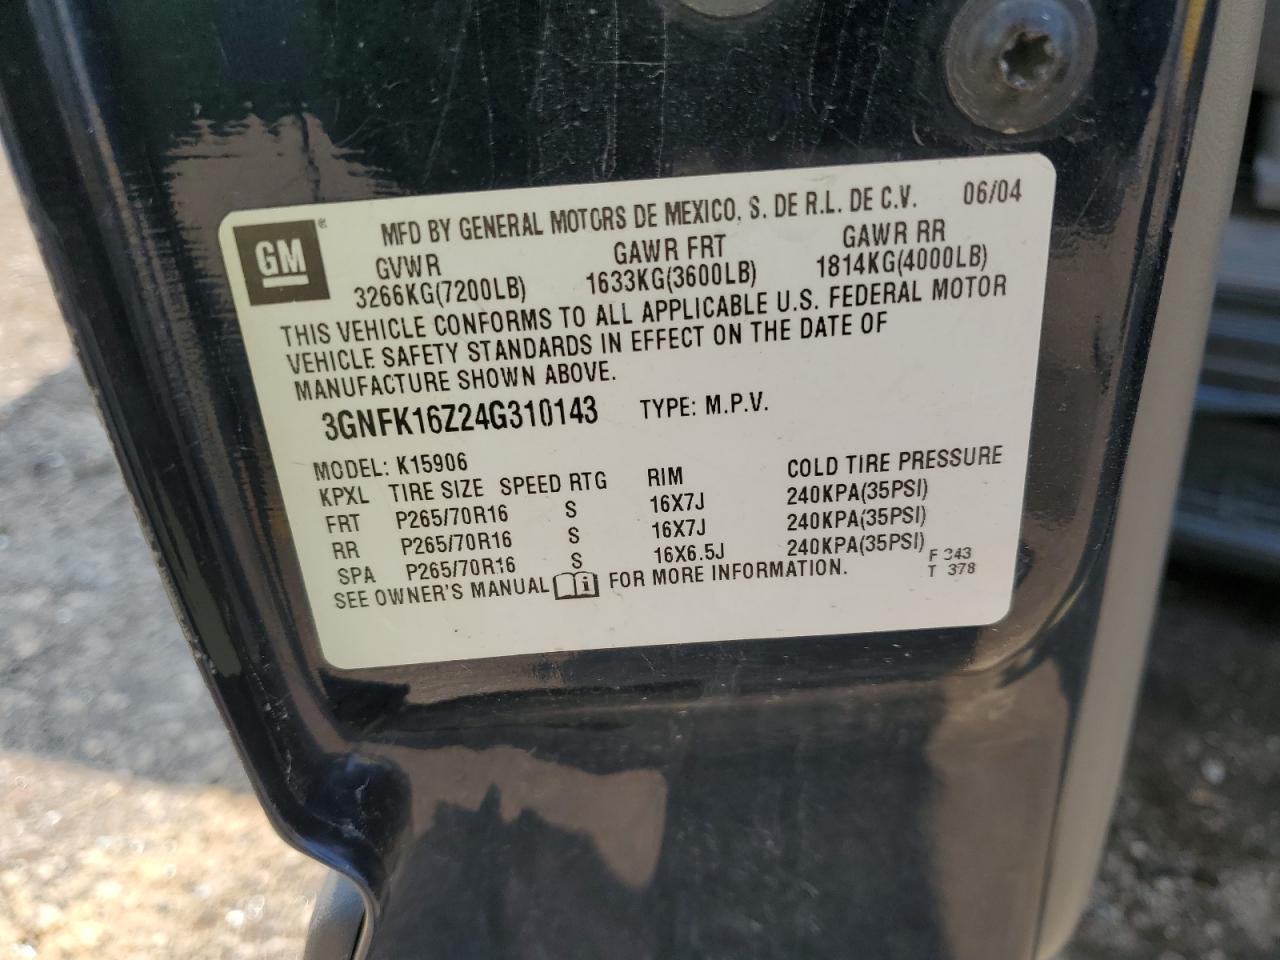 GM ® MFD BY GENERAL MOTORS DE MEXICO, S. DE R.L. DE C.V. 06/04
GVWR GAWR FRT GAWR RR
3266KG(7200LB) 1633KG(3600LB) 1814KG(4000LB)
THIS VEHICLE CONFORMS TO ALL APPLICABLE U.S. FEDERAL MOTOR
VEHICLE SAFETY STANDARDS IN EFFECT ON THE DATE OF
MANUFACTURE SHOWN ABOVE.
3GNFK16Z24G310143 TYPE: M.P.V.
MODEL: K15906
KPXL TIRE SIZE SPEED RTG RIM COLD TIRE PRESSURE
FRT P265/70R16 S 16X7J 240KPA(35PSI)
RR P265/70R16 S 16X7J 240KPA(35PSI)
SPA P265/70R16 S 16X6.5J 240KPA(35PSI)
SEE OWNER'S MANUAL i FOR MORE INFORMATION.
F 343
T 378